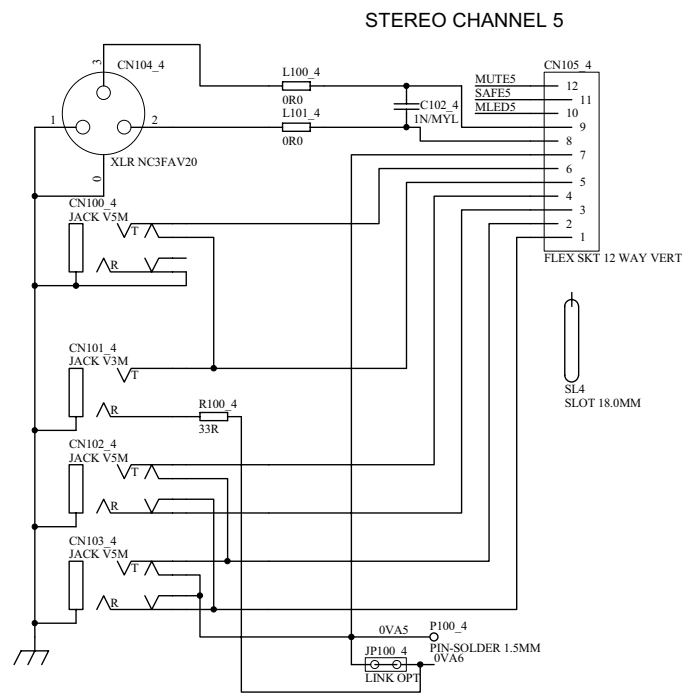 STEREO CHANNEL 5
CN104_4
3
1
2
0
XLR NC3FAV20
L100_4
0R0
L101_4
0R0
C102_4
1N/MYL
CN105_4
MUTE5
SAFE5
MLED5
12
11
10
9
8
7
6
5
4
3
2
1
FLEX SKT 12 WAY VERT
CN100_4
JACK V5M
T
R
SL4
SLOT 18.0MM
CN101_4
JACK V3M
T
R
R100_4
33R
CN102_4
JACK V5M
T
R
CN103_4
JACK V5M
T
R
0VA5
P100_4
PIN-SOLDER 1.5MM
JP100_4
0VA6
LINK OPT